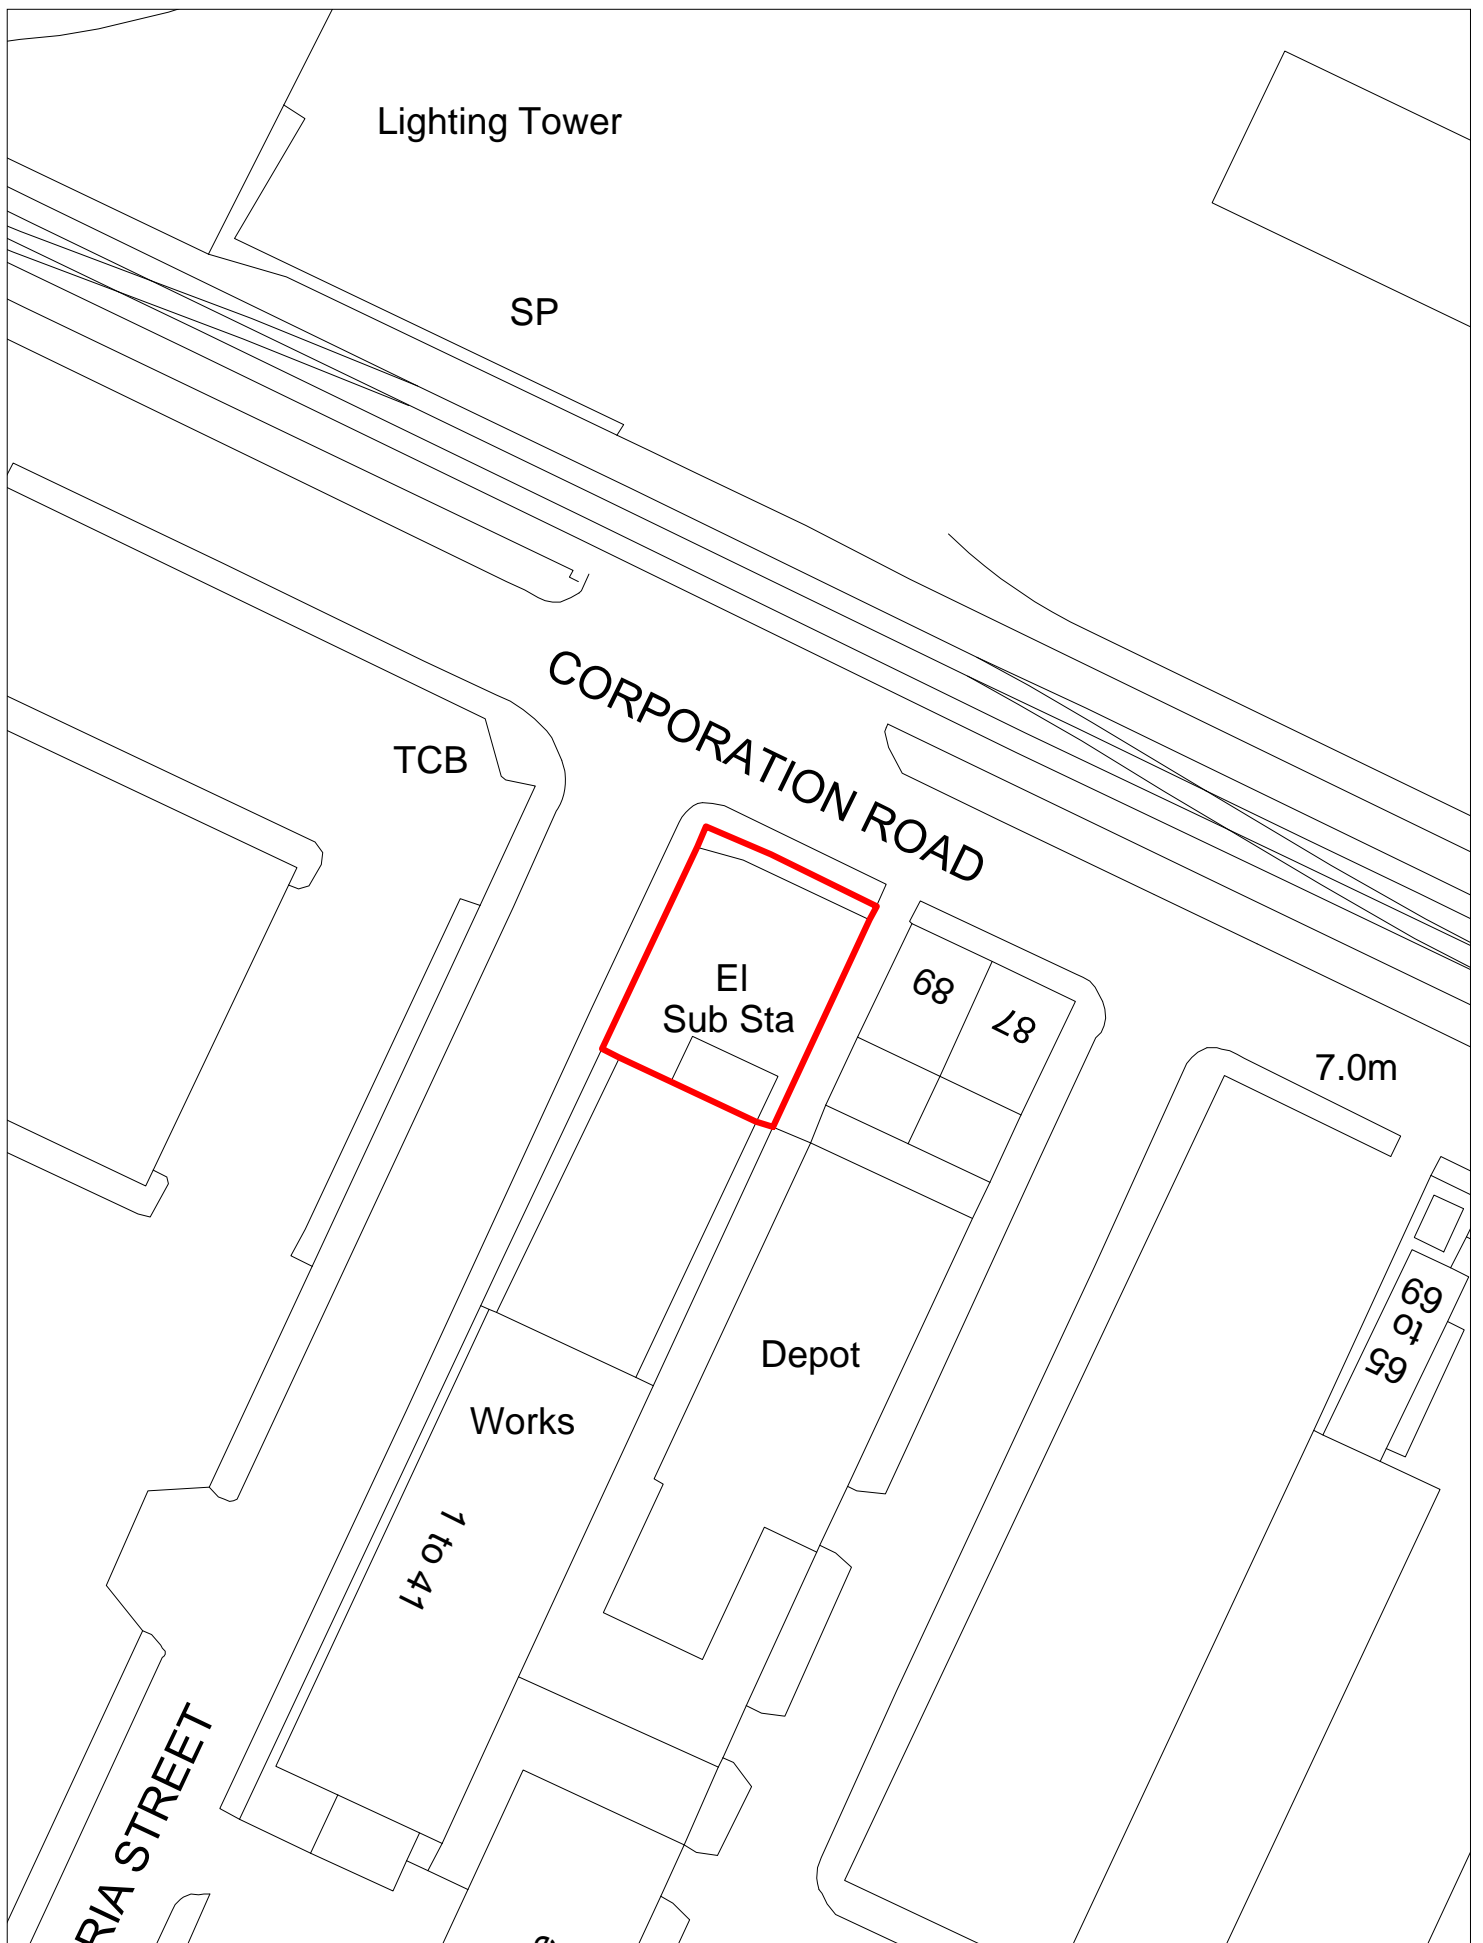 Lighting Tower
SP
CORPORATION ROAD
TCB
El
Sub Sta
89
87
7.0m
69
to
65
Depot
Works
1 to 41
RIA STREET